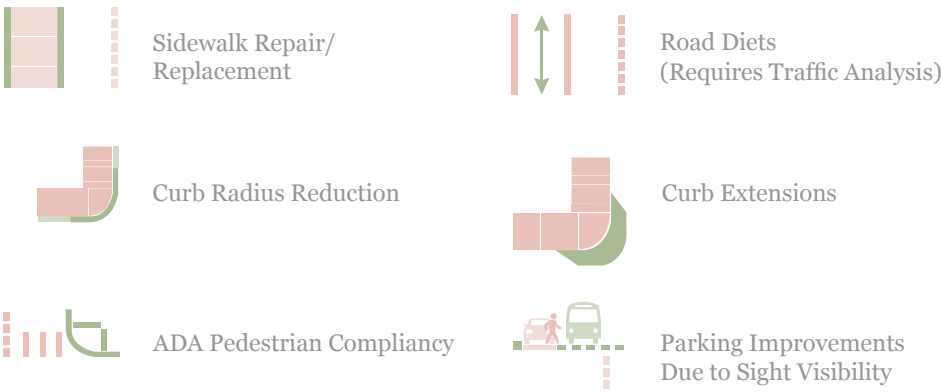 Sidewalk Repair/
Replacement
Road Diets
(Requires Traffic Analysis)
Curb Radius Reduction
Curb Extensions
ADA Pedestrian Compliancy
Parking Improvements
Due to Sight Visibility